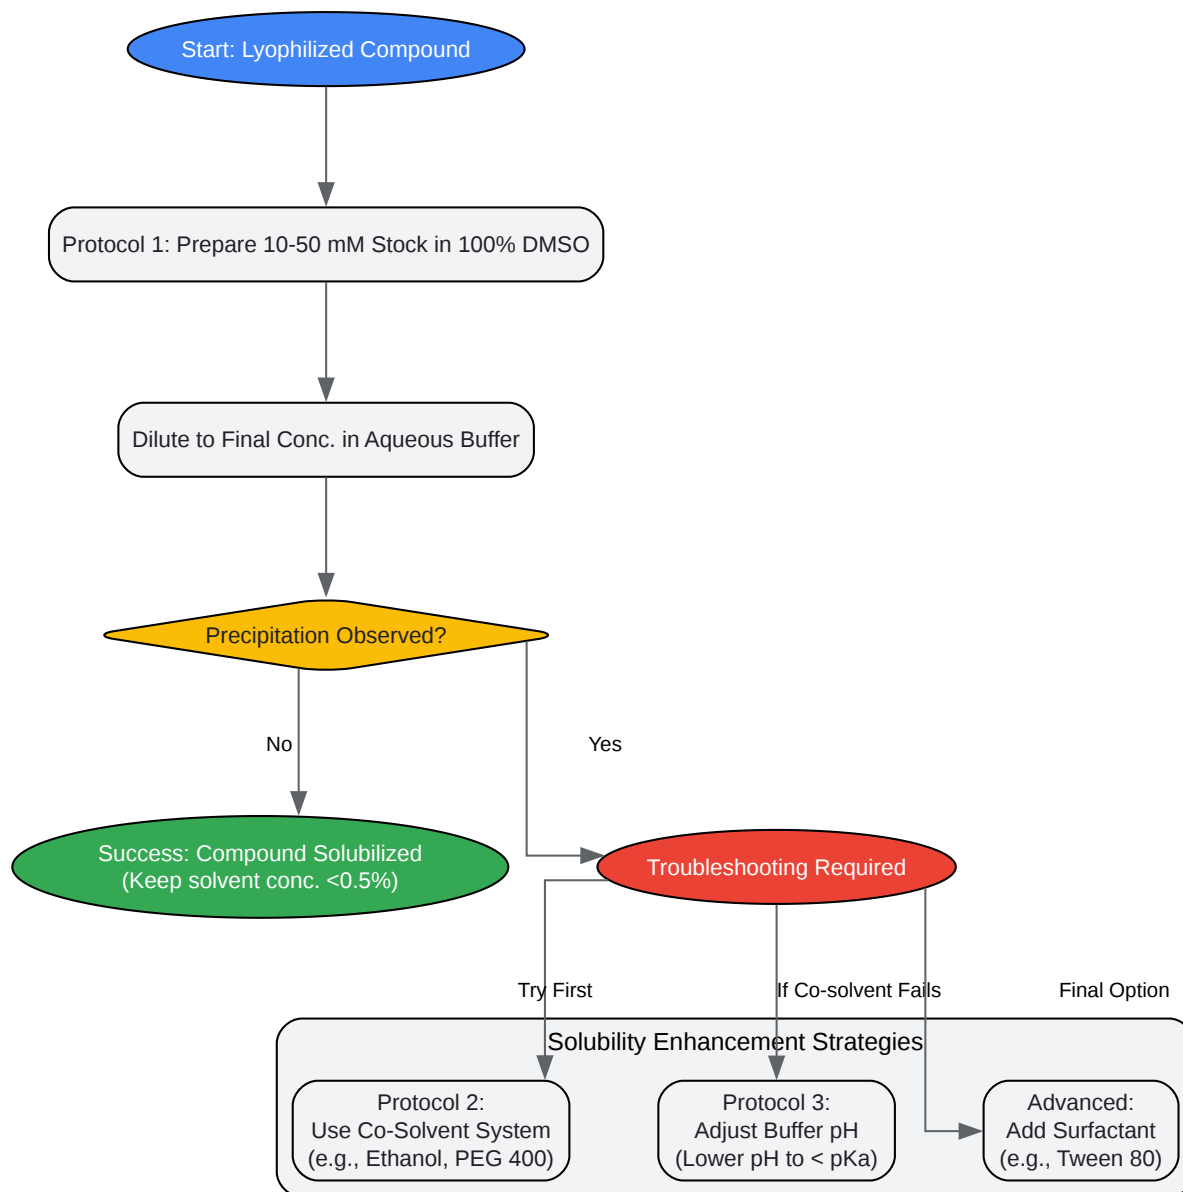 Start: Lyophilized Compound
Protocol 1: Prepare 10-50 mM Stock in 100% DMSO
Dilute to Final Conc. in Aqueous Buffer
Precipitation Observed?
No
Yes
Success: Compound Solubilized
(Keep solvent conc. <0.5%)
Troubleshooting Required
Try First
If Co-solvent Fails
Final Option
Solubility Enhancement Strategies
Protocol 2:
Use Co-Solvent System
(e.g., Ethanol, PEG 400)
Protocol 3:
Adjust Buffer pH
(Lower pH to < pKa)
Advanced:
Add Surfactant
(e.g., Tween 80)